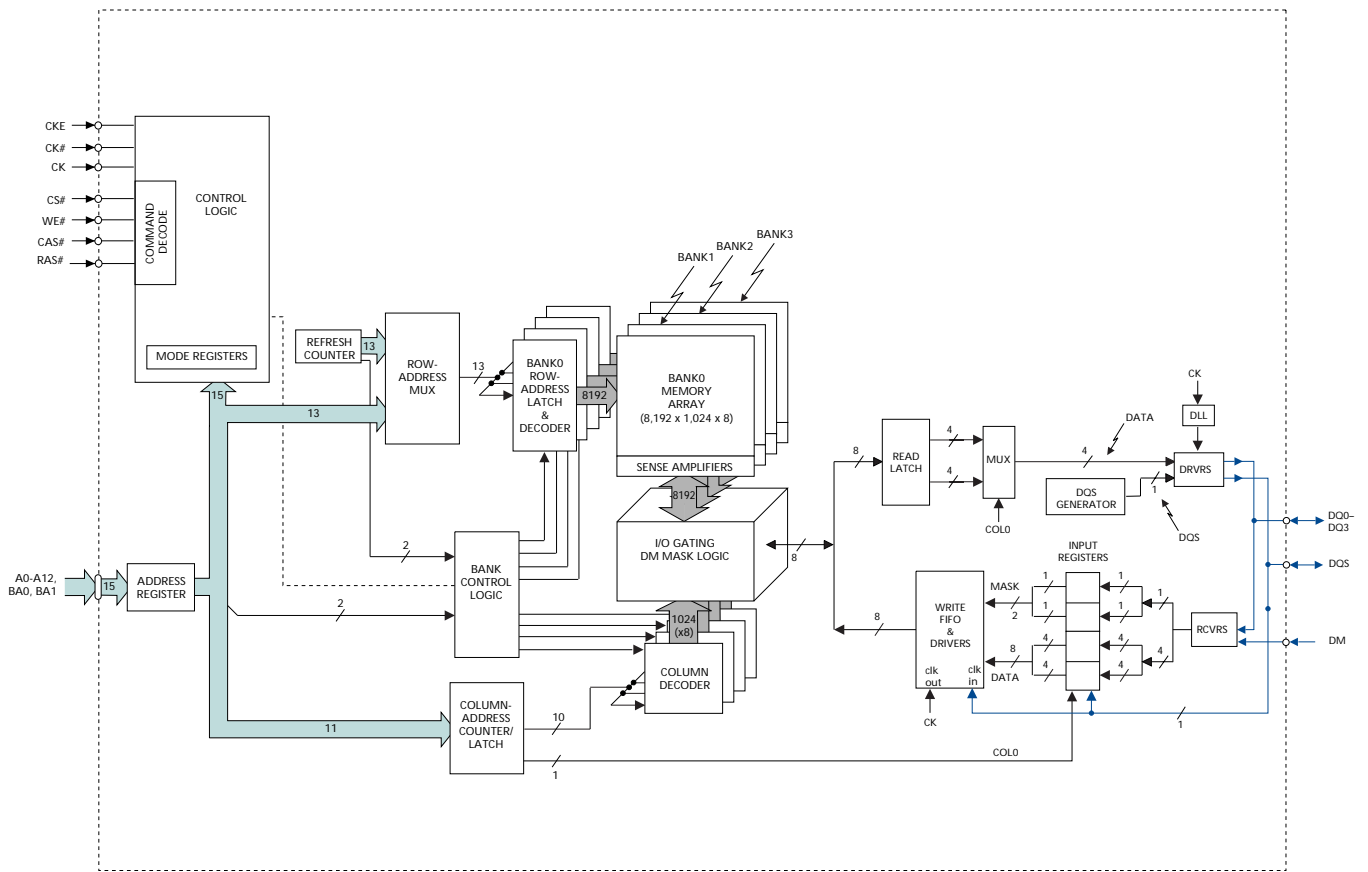 CKE
CK#
CK
CS#
WE#
CAS#
RAS#
COMMAND
DECODE
CONTROL
LOGIC
MODE REGISTERS
15
REFRESH
COUNTER
13
13
ROW-
ADDRESS
MUX
13
BANK0
ROW-
ADDRESS
LATCH
&
DECODER
8192
BANK1
BANK2
BANK3
BANK0
MEMORY
ARRAY
(8,192 x 1,024 x 8)
SENSE AMPLIFIERS
8192
I/O GATING
DM MASK LOGIC
8
A0-A12,
BA0, BA1
15
ADDRESS
REGISTER
2
2
BANK
CONTROL
LOGIC
1024
(x8)
COLUMN
DECODER
11
COLUMN-
ADDRESS
COUNTER/
LATCH
10
1
COL0
8
READ
LATCH
4
4
MUX
COL0
4
DATA
CK
DLL
DRVRS
DQS
GENERATOR
1
DQS
DQ0–
DQ3
DQS
DM
INPUT
REGISTERS
8
WRITE
FIFO
&
DRIVERS
clk
out
clk
in
CK
MASK
2
8
DATA
1
1
4
4
1
1
4
4
1
4
RCVRS
1